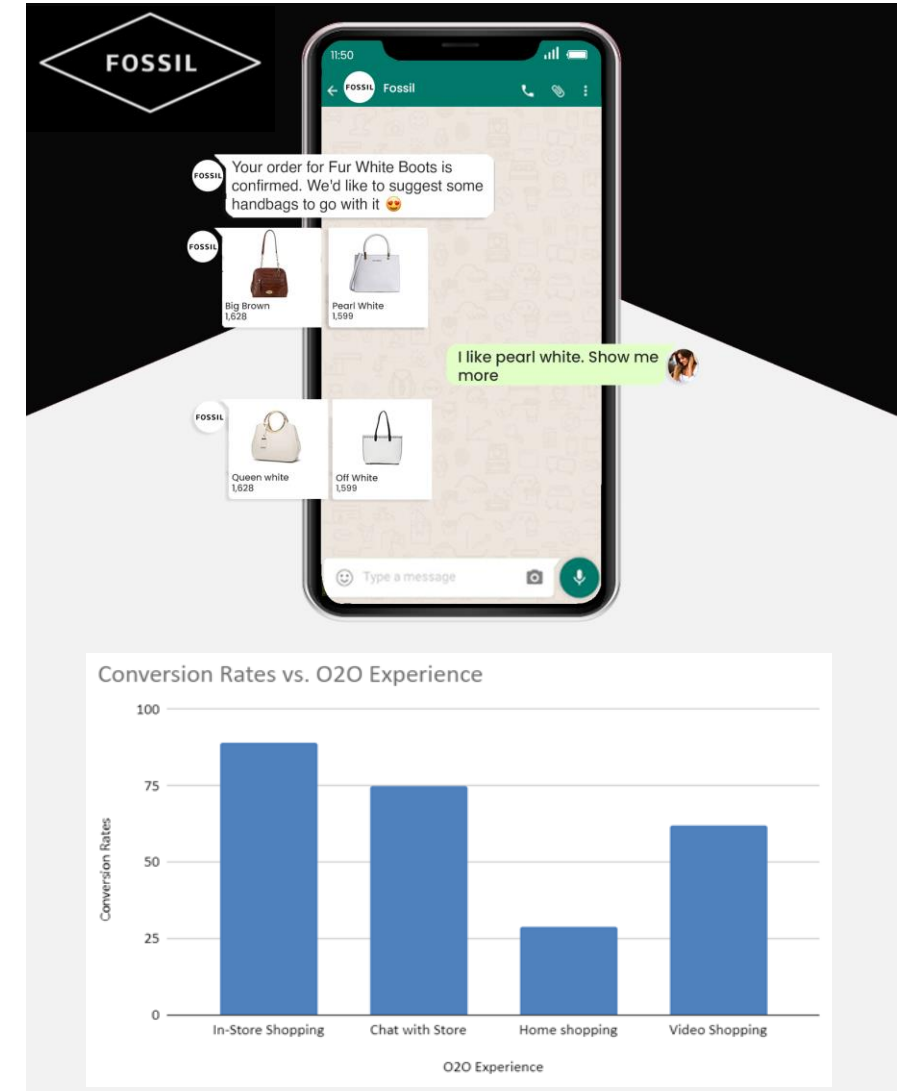 FOSSIL
11:50
FOSSIL
Fossil
FOSSIL
Your order for Fur White Boots is
confirmed. We'd like to suggest some
handbags to go with it 😍
FOSSIL
Big Brown
1,628
Pearl White
1,599
I like pearl white. Show me
more
FOSSIL
Queen white
1,628
Off White
1,599
Type a message
Conversion Rates vs. O2O Experience
Conversion Rates
100
75
50
25
0
In-Store Shopping
Chat with Store
Home shopping
Video Shopping
O2O Experience